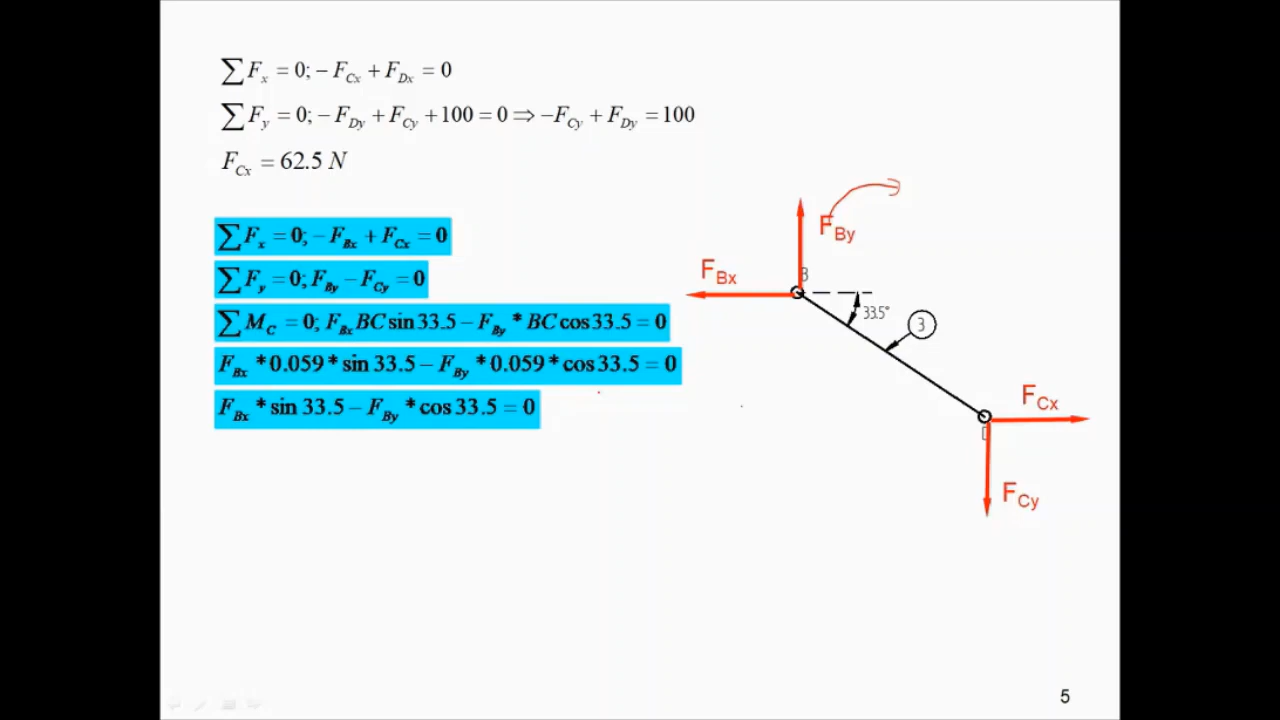 ∑F_x = 0; −F_Cx + F_Dx = 0
∑F_y = 0; −F_Dy + F_Cy + 100 = 0 ⇒ −F_Cy + F_Dy = 100
F_Cx = 62.5 N
∑F_x = 0; −F_Bx + F_Cx = 0
∑F_y = 0; F_By − F_Cy = 0
∑M_C = 0; F_Bx BC sin 33.5 − F_By * BC cos 33.5 = 0
F_Bx * 0.059 * sin 33.5 − F_By * 0.059 * cos 33.5 = 0
F_Bx * sin 33.5 − F_By * cos 33.5 = 0
F_By
F_Bx
B
33.5°
3
F_Cx
F_Cy
5